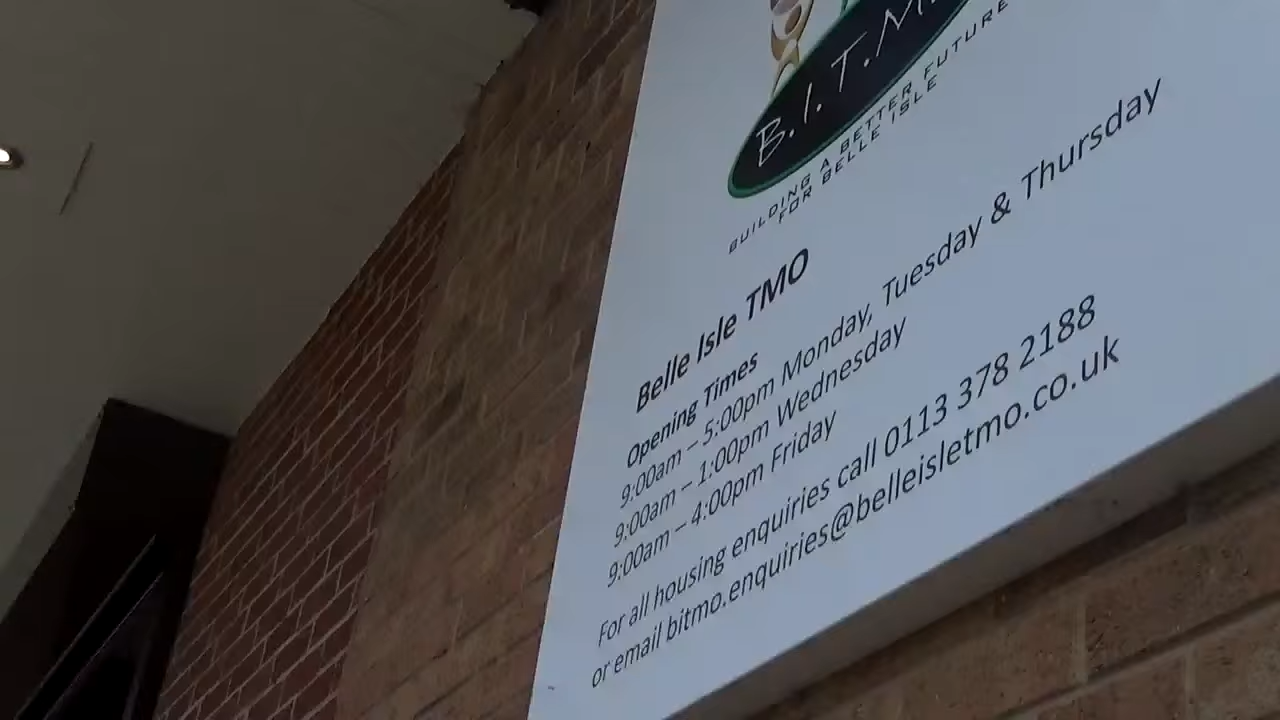 B.I.T.M.
BUILDING A BETTER FUTURE
FOR BELLE ISLE
Belle Isle TMO
Opening Times
9:00am – 5:00pm Monday, Tuesday & Thursday
9:00am – 1:00pm Wednesday
9:00am – 4:00pm Friday
For all housing enquiries call 0113 378 2188
or email bitmo.enquiries@belleisletmo.co.uk